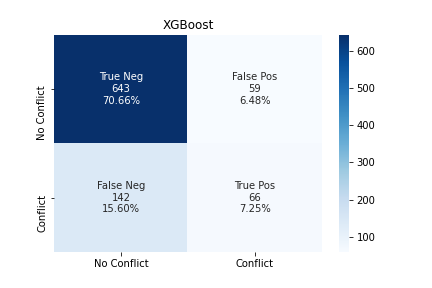 XGBoost
No Conflict
True Neg
643
70.66%
False Pos
59
6.48%
Conflict
False Neg
142
15.60%
True Pos
66
7.25%
No Conflict
Conflict
600
500
400
300
200
100